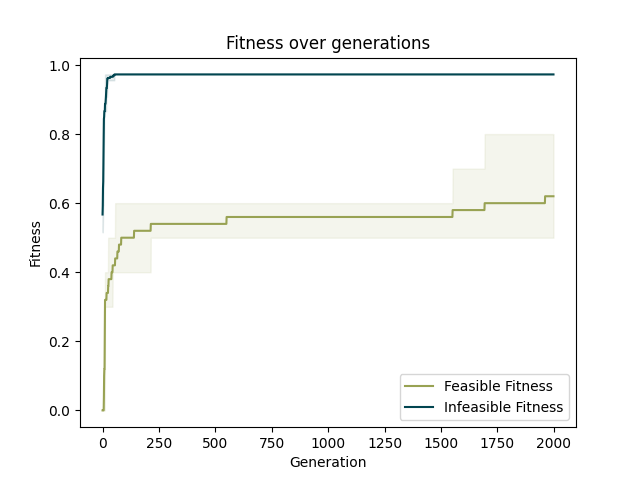 Fitness over generations
Fitness
1.0
0.8
0.6
0.4
0.2
0.0
Feasible Fitness
Infeasible Fitness
0 250 500 750 1000 1250 1500 1750 2000
Generation